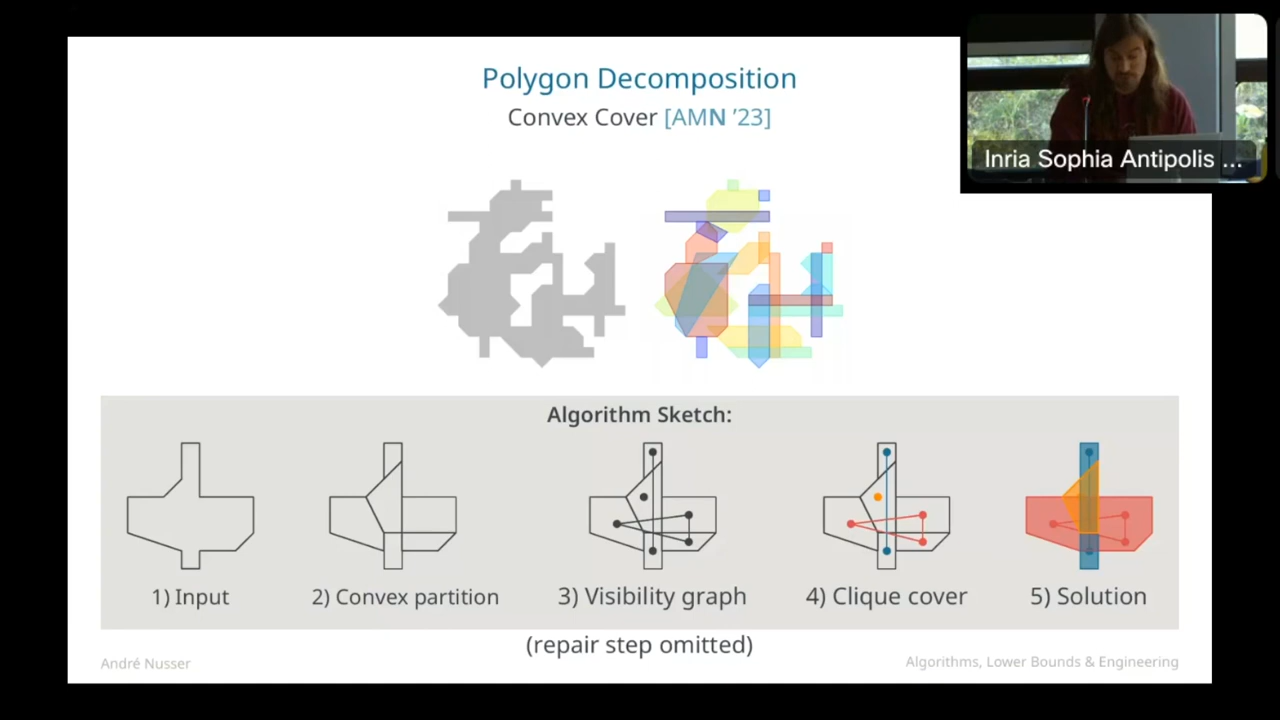 Polygon Decomposition
Convex Cover [AMN ’23]
Inria Sophia Antipolis ...
Algorithm Sketch:
1) Input
2) Convex partition
3) Visibility graph
4) Clique cover
5) Solution
(repair step omitted)
André Nusser
Algorithms, Lower Bounds & Engineering